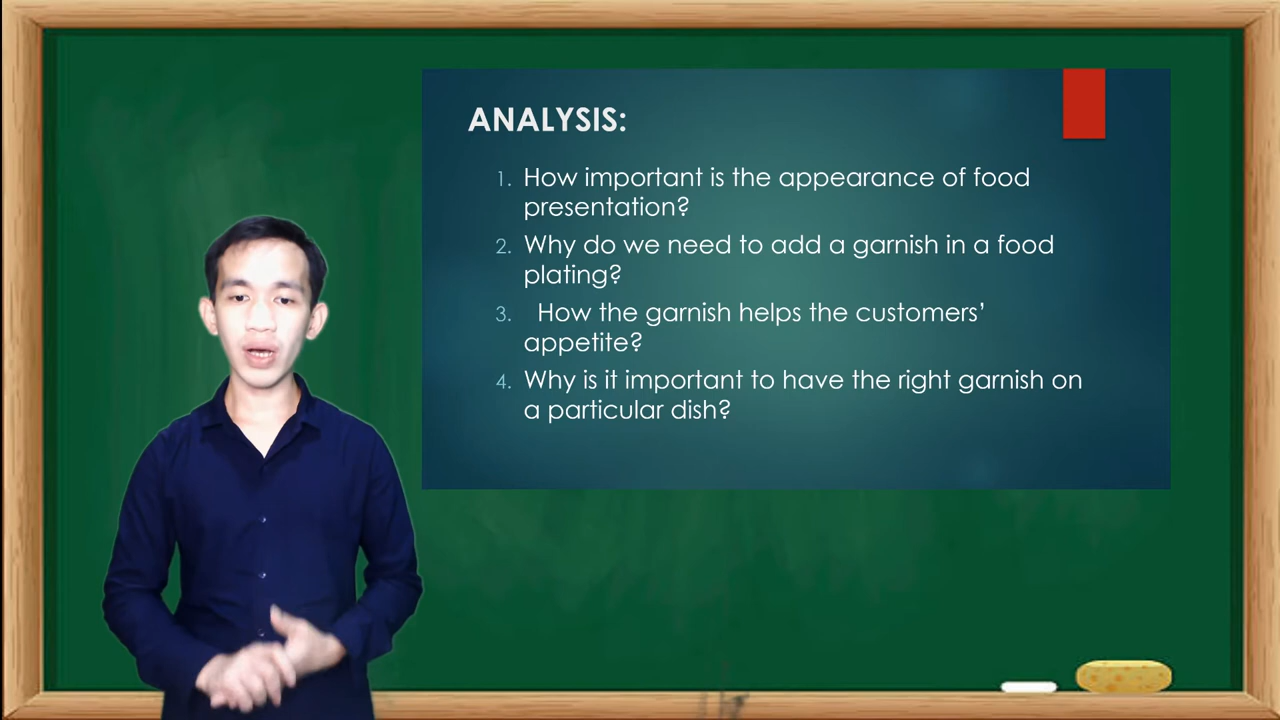 ANALYSIS:
1. How important is the appearance of food
presentation?
2. Why do we need to add a garnish in a food
plating?
3. How the garnish helps the customers’
appetite?
4. Why is it important to have the right garnish on
a particular dish?